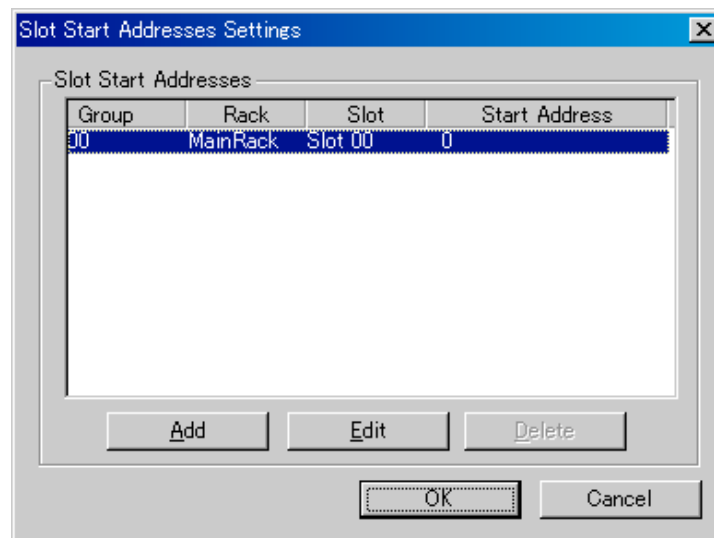 Slot Start Addresses Settings
Slot Start Addresses
Group Rack Slot Start Address
00 MainRack Slot 00 0
Add Edit Delete
OK Cancel